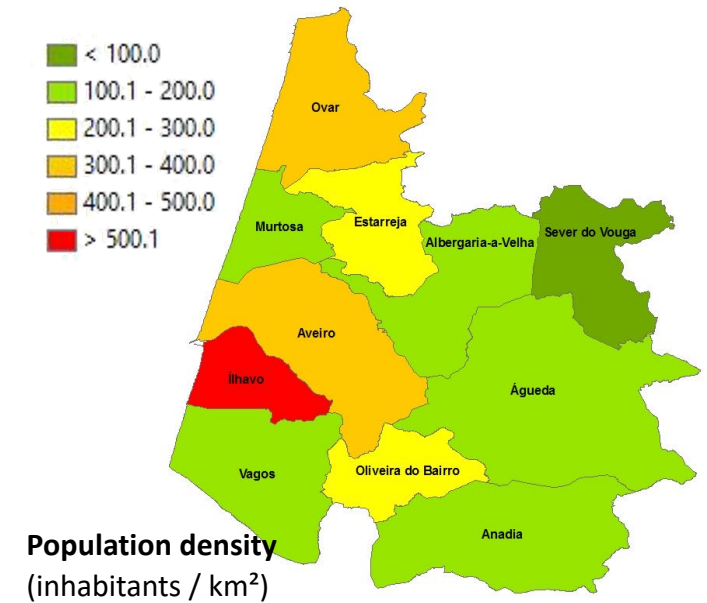 < 100.0
100.1 - 200.0
200.1 - 300.0
300.1 - 400.0
400.1 - 500.0
> 500.1
Ovar
Murtosa
Estarreja
Albergaria-a-Velha
Sever do Vouga
Aveiro
Ílhavo
Águeda
Vagos
Oliveira do Bairro
Anadia
Population density
(inhabitants / km²)